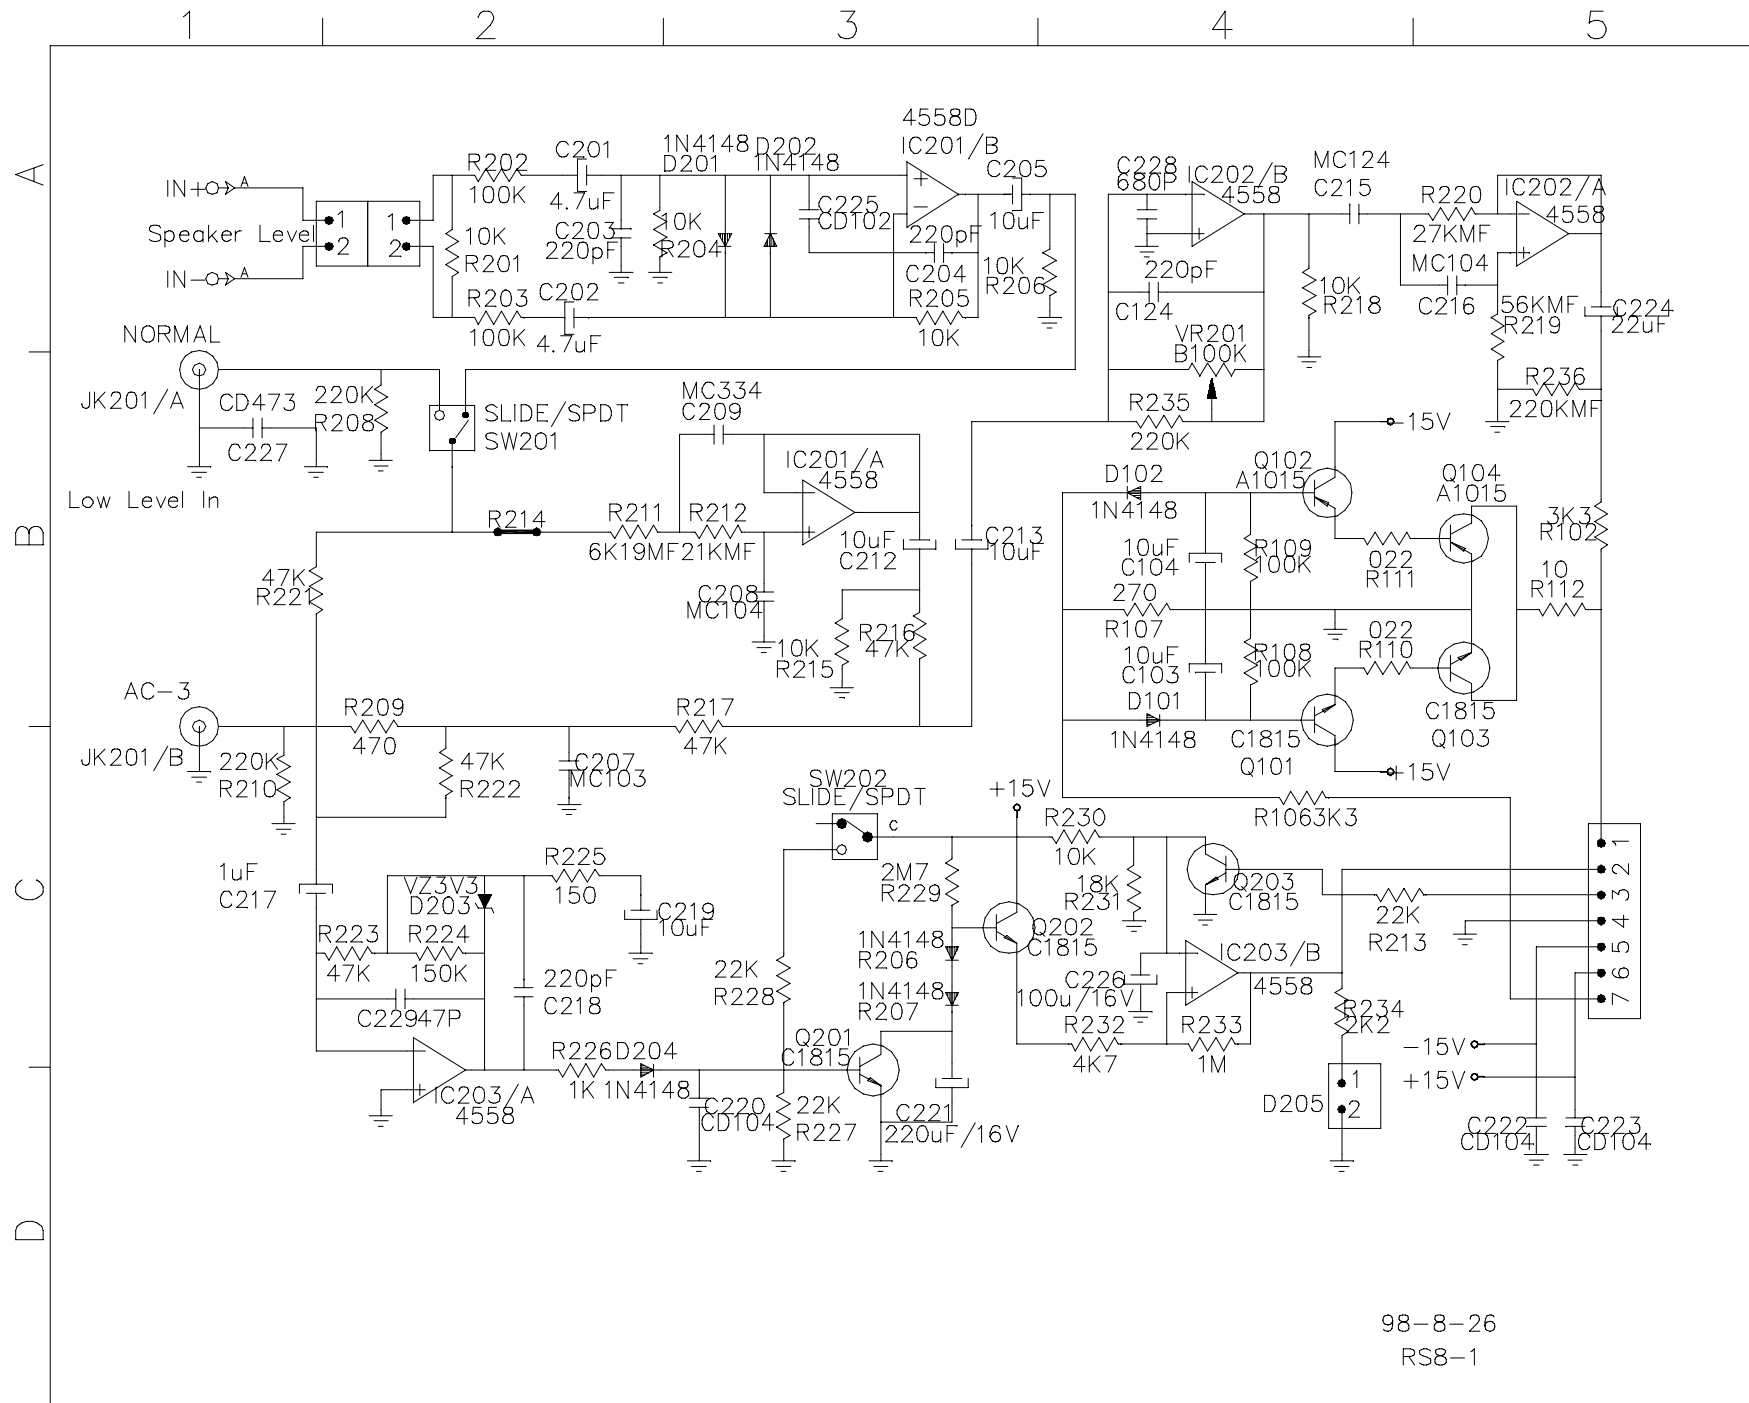 1
2
3
4
5
A
B
C
D
IN+
A
Speaker Level
IN-
A
1
2
1
2
R202
100K
C201
4.7uF
10K
R201
R203
100K
C202
4.7uF
C203
220pF
10K
R204
1N4148
D201
D202
1N4148
C225
CD102
4558D
IC201/B
+
-
C205
10uF
220pF
C204
R205
10K
10K
R206
C228
680P
IC202/B
4558
-
+
220pF
C124
VR201
B100K
R235
220K
10K
R218
MC124
C215
R220
27KMF
MC104
C216
IC202/A
4558
-
+
56KMF
R219
C224
22uF
R236
220KMF
NORMAL
JK201/A
CD473
C227
220K
R208
SLIDE/SPDT
SW201
Low Level In
R214
R211
6K19MF
R212
21KMF
MC334
C209
IC201/A
4558
-
+
C208
MC104
10uF
C212
C213
10uF
10K
R215
R216
47K
47K
R221
AC-3
JK201/B
220K
R210
R209
470
47K
R222
C207
MC103
R217
47K
D102
1N4148
10uF
C104
R109
100K
270
R107
10uF
C103
R108
100K
D101
1N4148
Q102
A1015
-15V
Q104
A1015
022
R111
022
R110
C1815
Q101
C1815
Q103
+15V
3K3
R102
10
R112
R106
3K3
1uF
C217
R223
47K
R224
150K
VZ3V3
D203
R225
150
C219
10uF
220pF
C218
C229
47P
IC203/A
4558
-
+
R226
1K
D204
1N4148
C220
CD104
22K
R227
22K
R228
SW202
SLIDE/SPDT
C
2M7
R229
1N4148
R206
1N4148
R207
Q201
C1815
C221
220uF/16V
+15V
Q202
C1815
R230
10K
18K
R231
Q203
C1815
C226
100u/16V
IC203/B
4558
-
+
R232
4K7
R233
1M
R234
2K2
D205
1
2
22K
R213
1
2
3
4
5
6
7
-15V
+15V
C222
CD104
C223
CD104
98-8-26
RS8-1